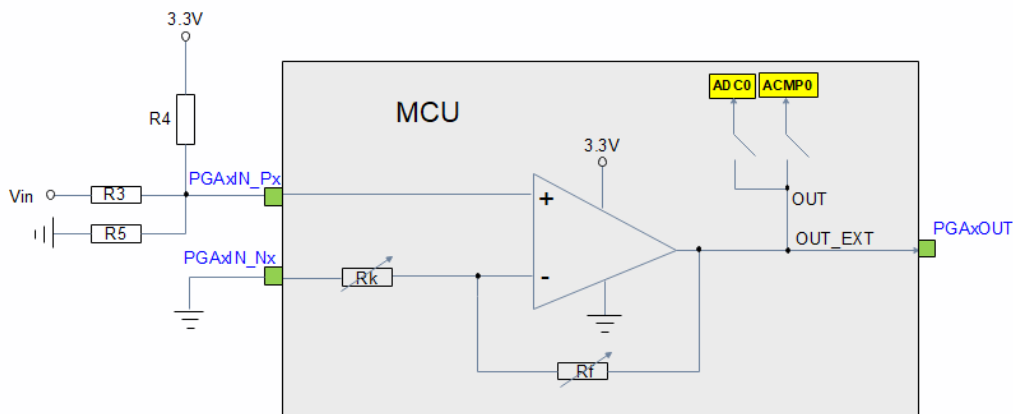 3.3V
R4
MCU
ADC0
ACMP0
3.3V
PGAxIN_Px
Vin
R3
+
OUT
R5
PGAxOUT
OUT_EXT
PGAxIN_Nx
Rk
-
Rf